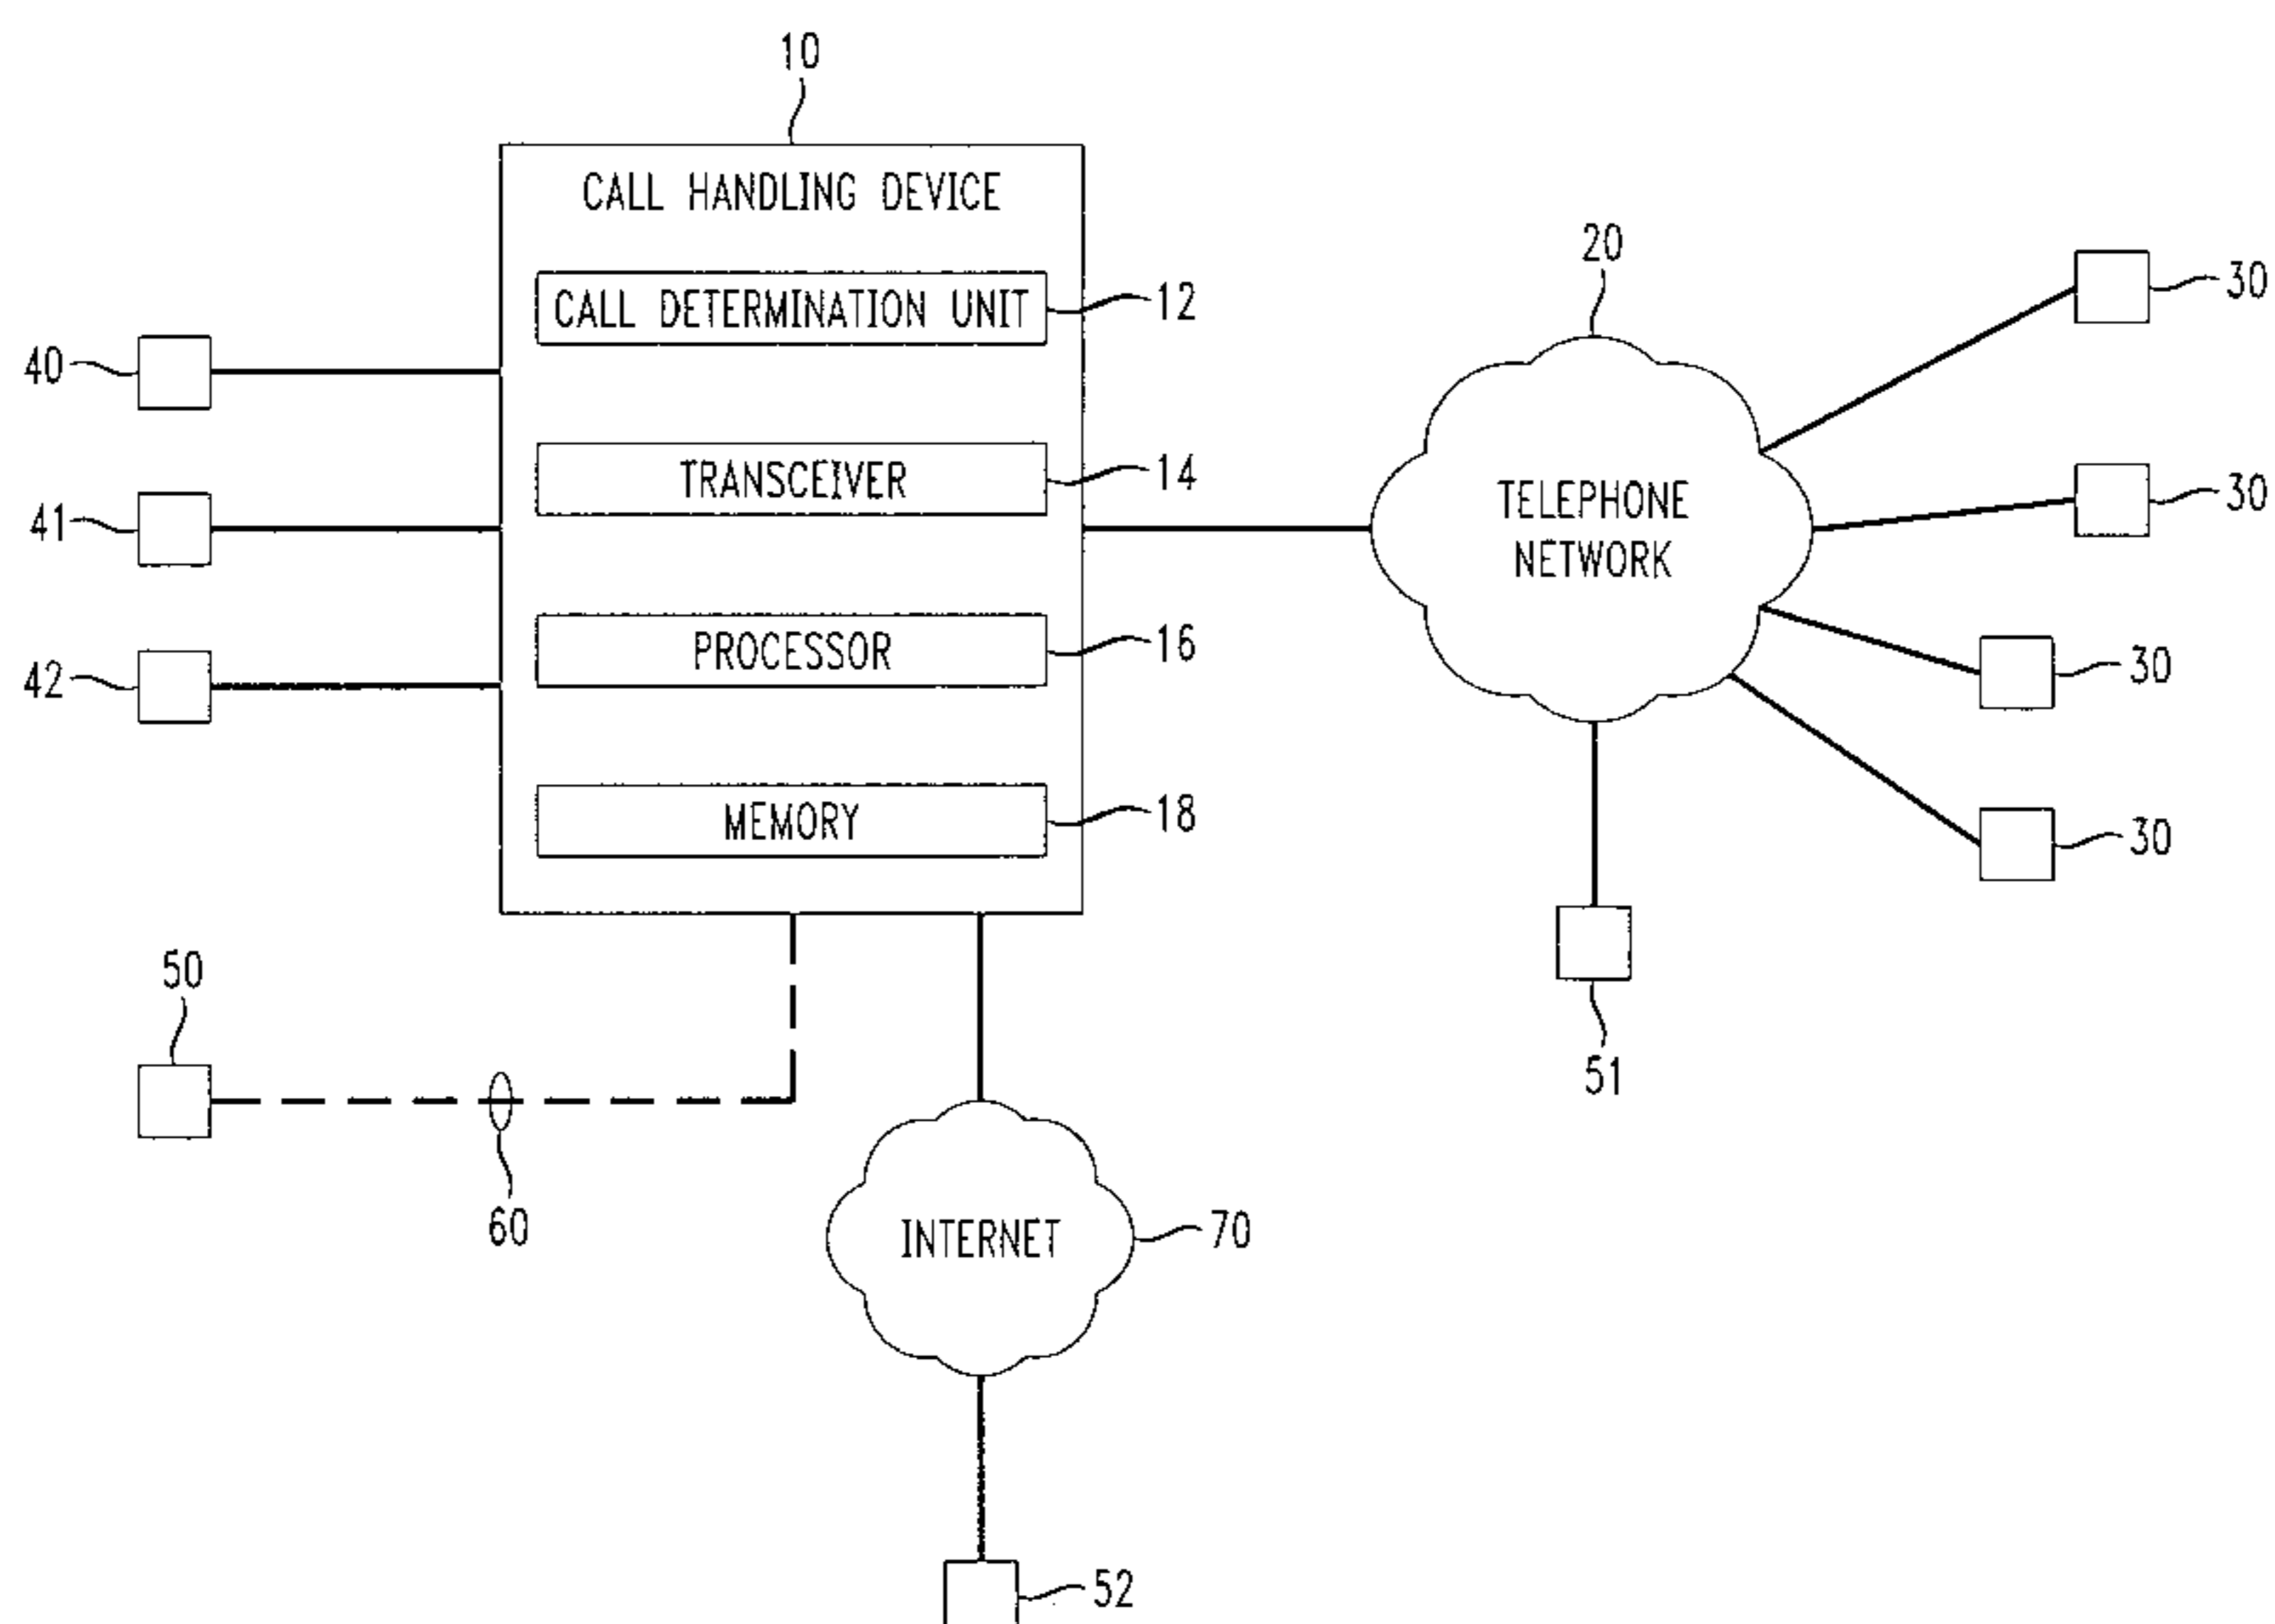 10
CALL HANDLING DEVICE
CALL DETERMINATION UNIT
12
TRANSCEIVER
14
PROCESSOR
16
MEMORY
18
40
41
42
20
TELEPHONE
NETWORK
30
30
30
30
51
50
60
INTERNET
70
52